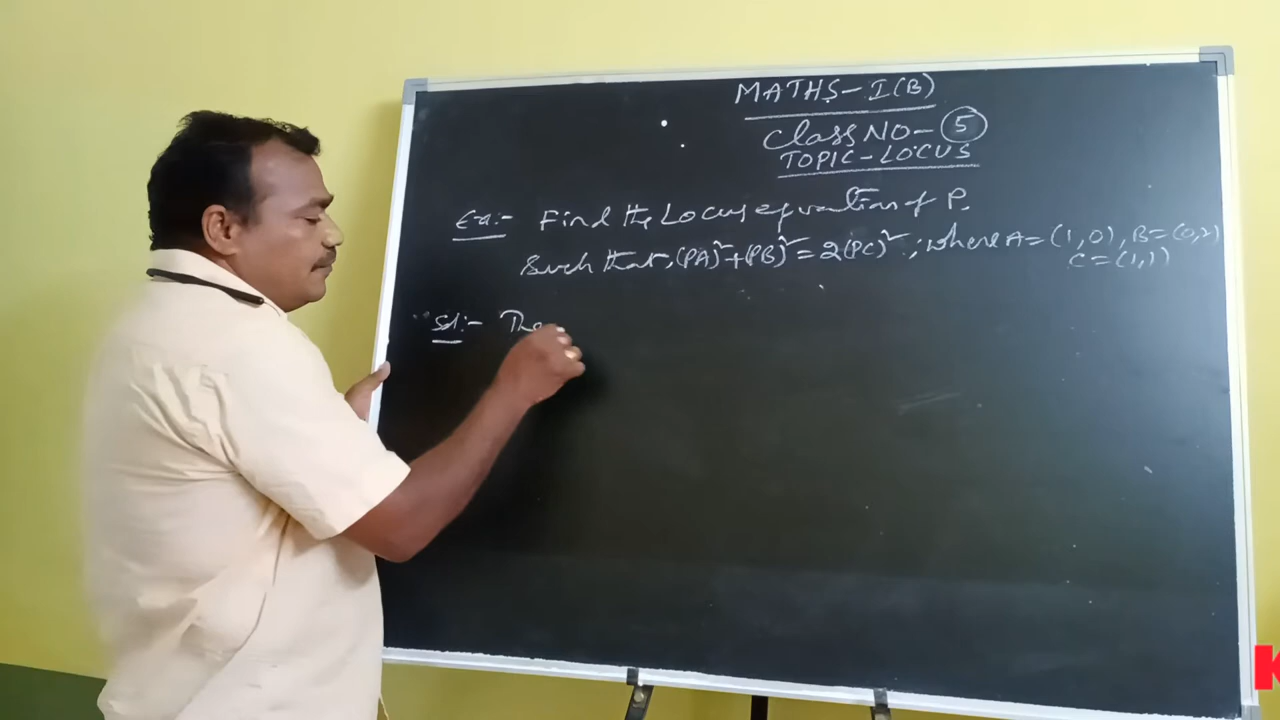 MATHS-I(B)
Class NO-5
TOPIC-LOCUS
Ex:- Find the Locus equation of P.
Such that, (PA)²+(PB)²=2(PC)²; where A=(1,0), B=(0,2)
C=(1,1)
Sol:- The
K